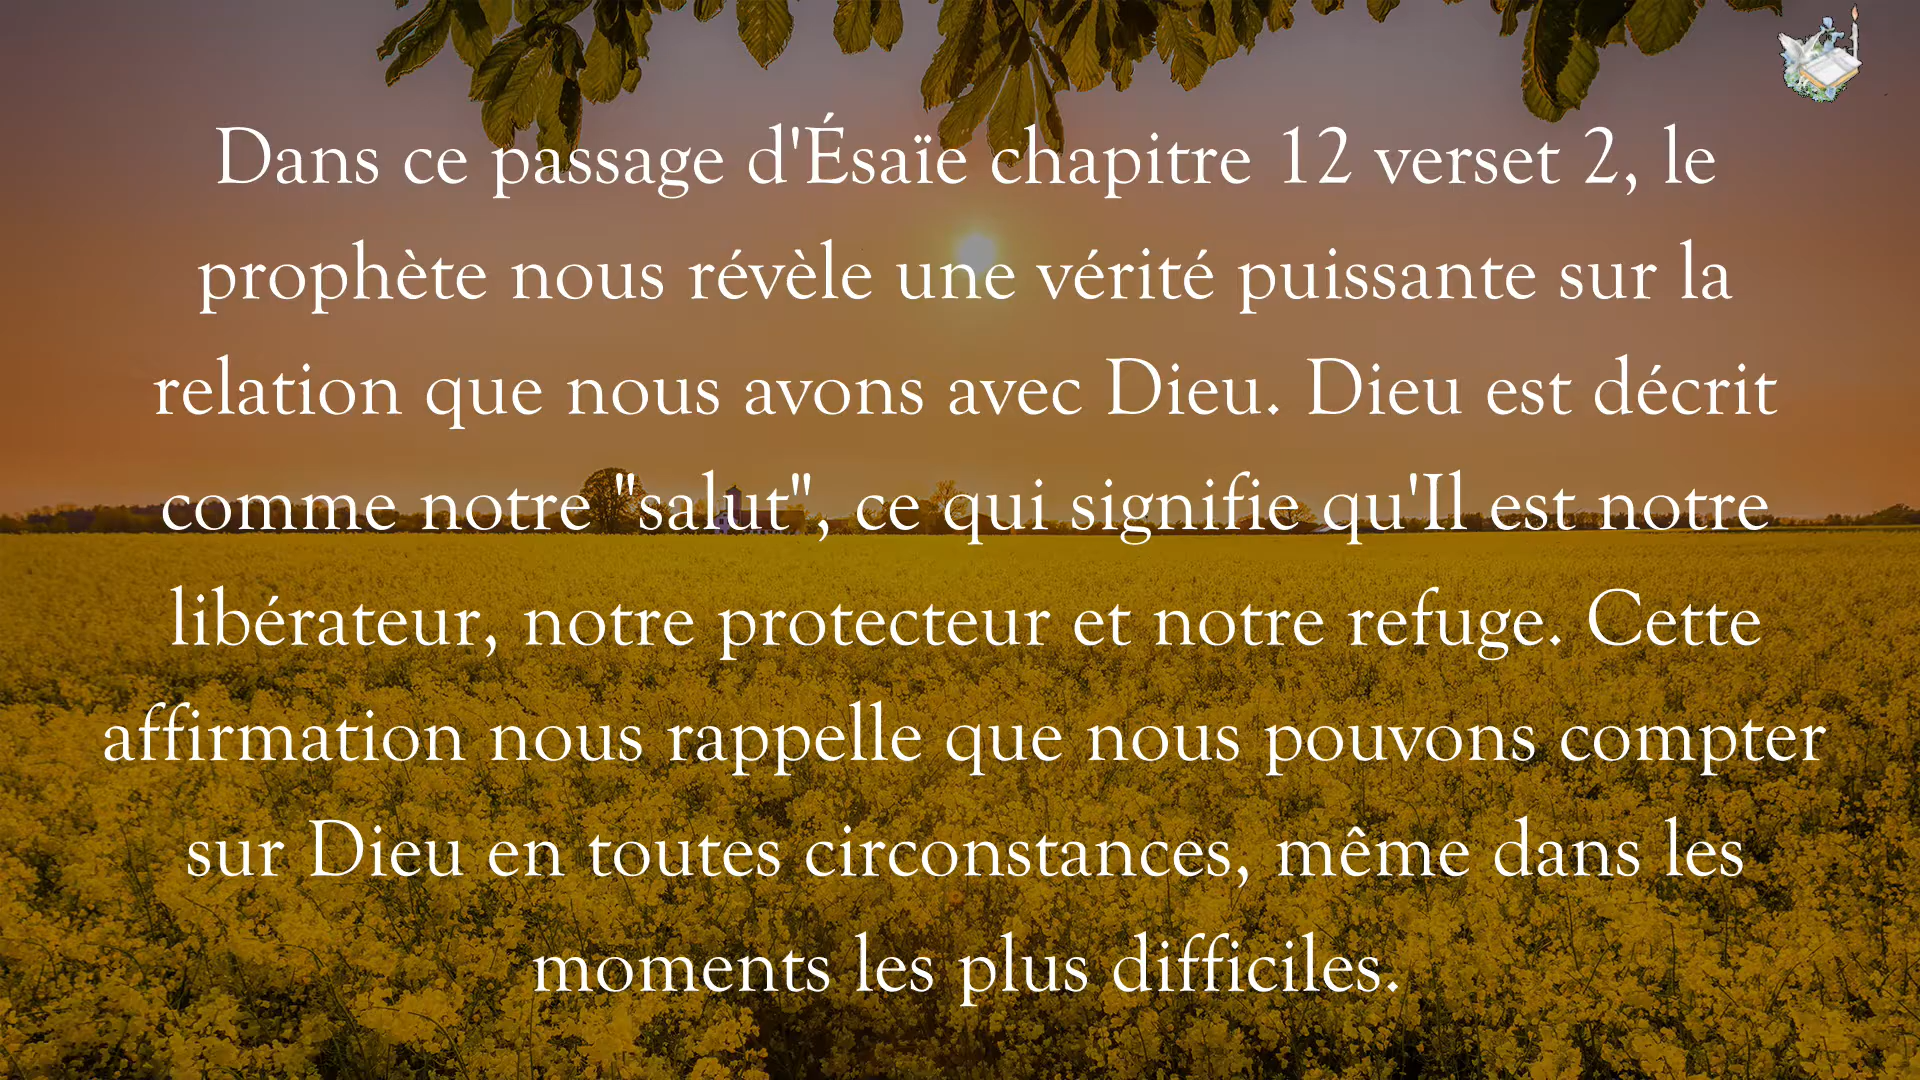 Dans ce passage d'Ésaïe chapitre 12 verset 2, le
prophète nous révèle une vérité puissante sur la
relation que nous avons avec Dieu. Dieu est décrit
comme notre "salut", ce qui signifie qu'Il est notre
libérateur, notre protecteur et notre refuge. Cette
affirmation nous rappelle que nous pouvons compter
sur Dieu en toutes circonstances, même dans les
moments les plus difficiles.